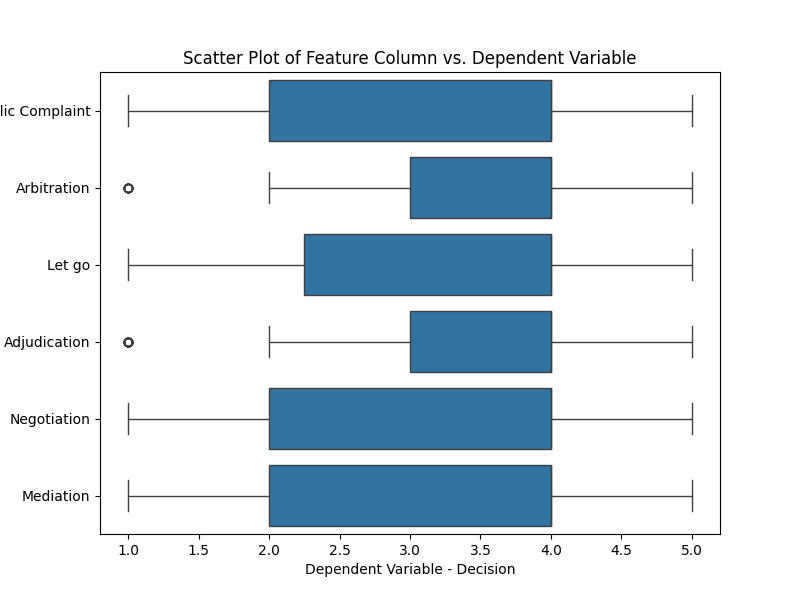 Scatter Plot of Feature Column vs. Dependent Variable
lic Complaint
Arbitration
Let go
Adjudication
Negotiation
Mediation
1.0 1.5 2.0 2.5 3.0 3.5 4.0 4.5 5.0
Dependent Variable - Decision